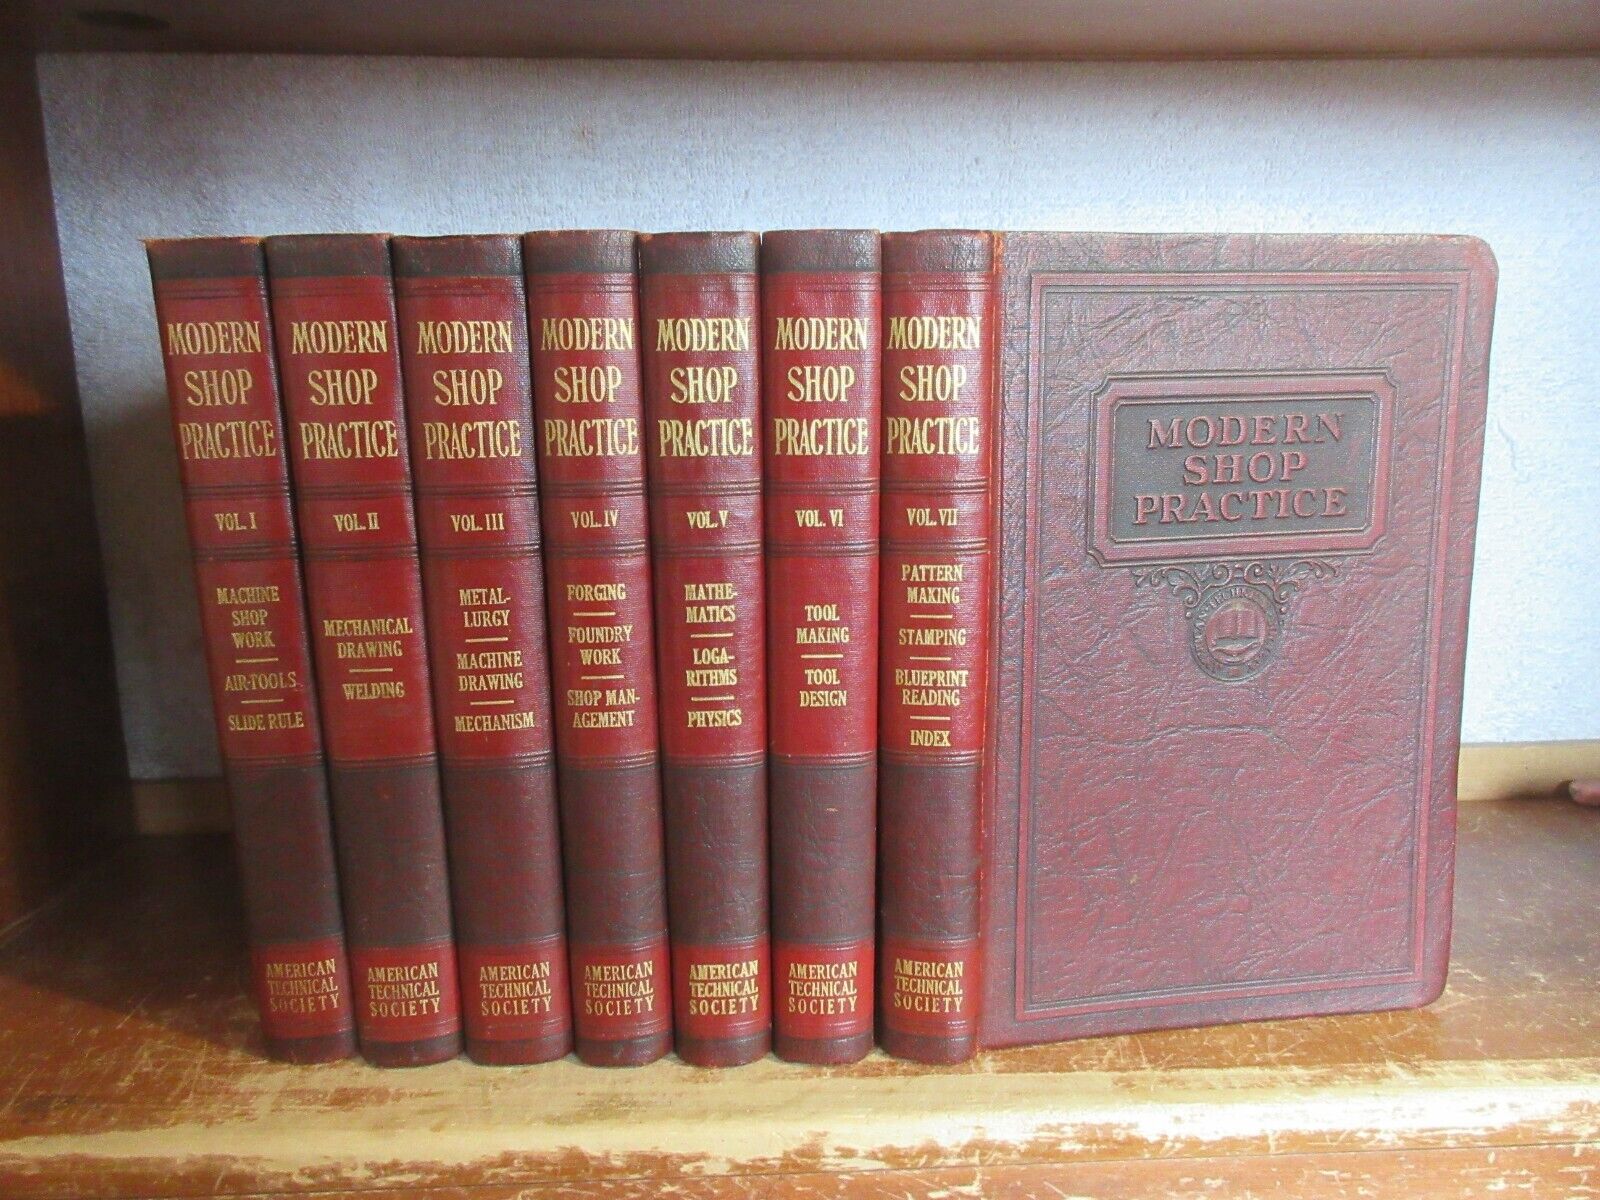 MODERN
SHOP
PRACTICE
VOL. I
MACHINE
SHOP
WORK
AIR-TOOLS
SLIDE RULE
AMERICAN
TECHNICAL
SOCIETY
MODERN
SHOP
PRACTICE
VOL. II
MECHANICAL
DRAWING
WELDING
AMERICAN
TECHNICAL
SOCIETY
MODERN
SHOP
PRACTICE
VOL. III
METAL-
LURGY
MACHINE
DRAWING
MECHANISM
AMERICAN
TECHNICAL
SOCIETY
MODERN
SHOP
PRACTICE
VOL. IV
FORGING
FOUNDRY
WORK
SHOP MAN-
AGEMENT
AMERICAN
TECHNICAL
SOCIETY
MODERN
SHOP
PRACTICE
VOL. V
MATHE-
MATICS
LOGA-
RITHMS
PHYSICS
AMERICAN
TECHNICAL
SOCIETY
MODERN
SHOP
PRACTICE
VOL. VI
TOOL
MAKING
TOOL
DESIGN
AMERICAN
TECHNICAL
SOCIETY
MODERN
SHOP
PRACTICE
VOL. VII
PATTERN
MAKING
STAMPING
BLUEPRINT
READING
INDEX
AMERICAN
TECHNICAL
SOCIETY
MODERN
SHOP
PRACTICE